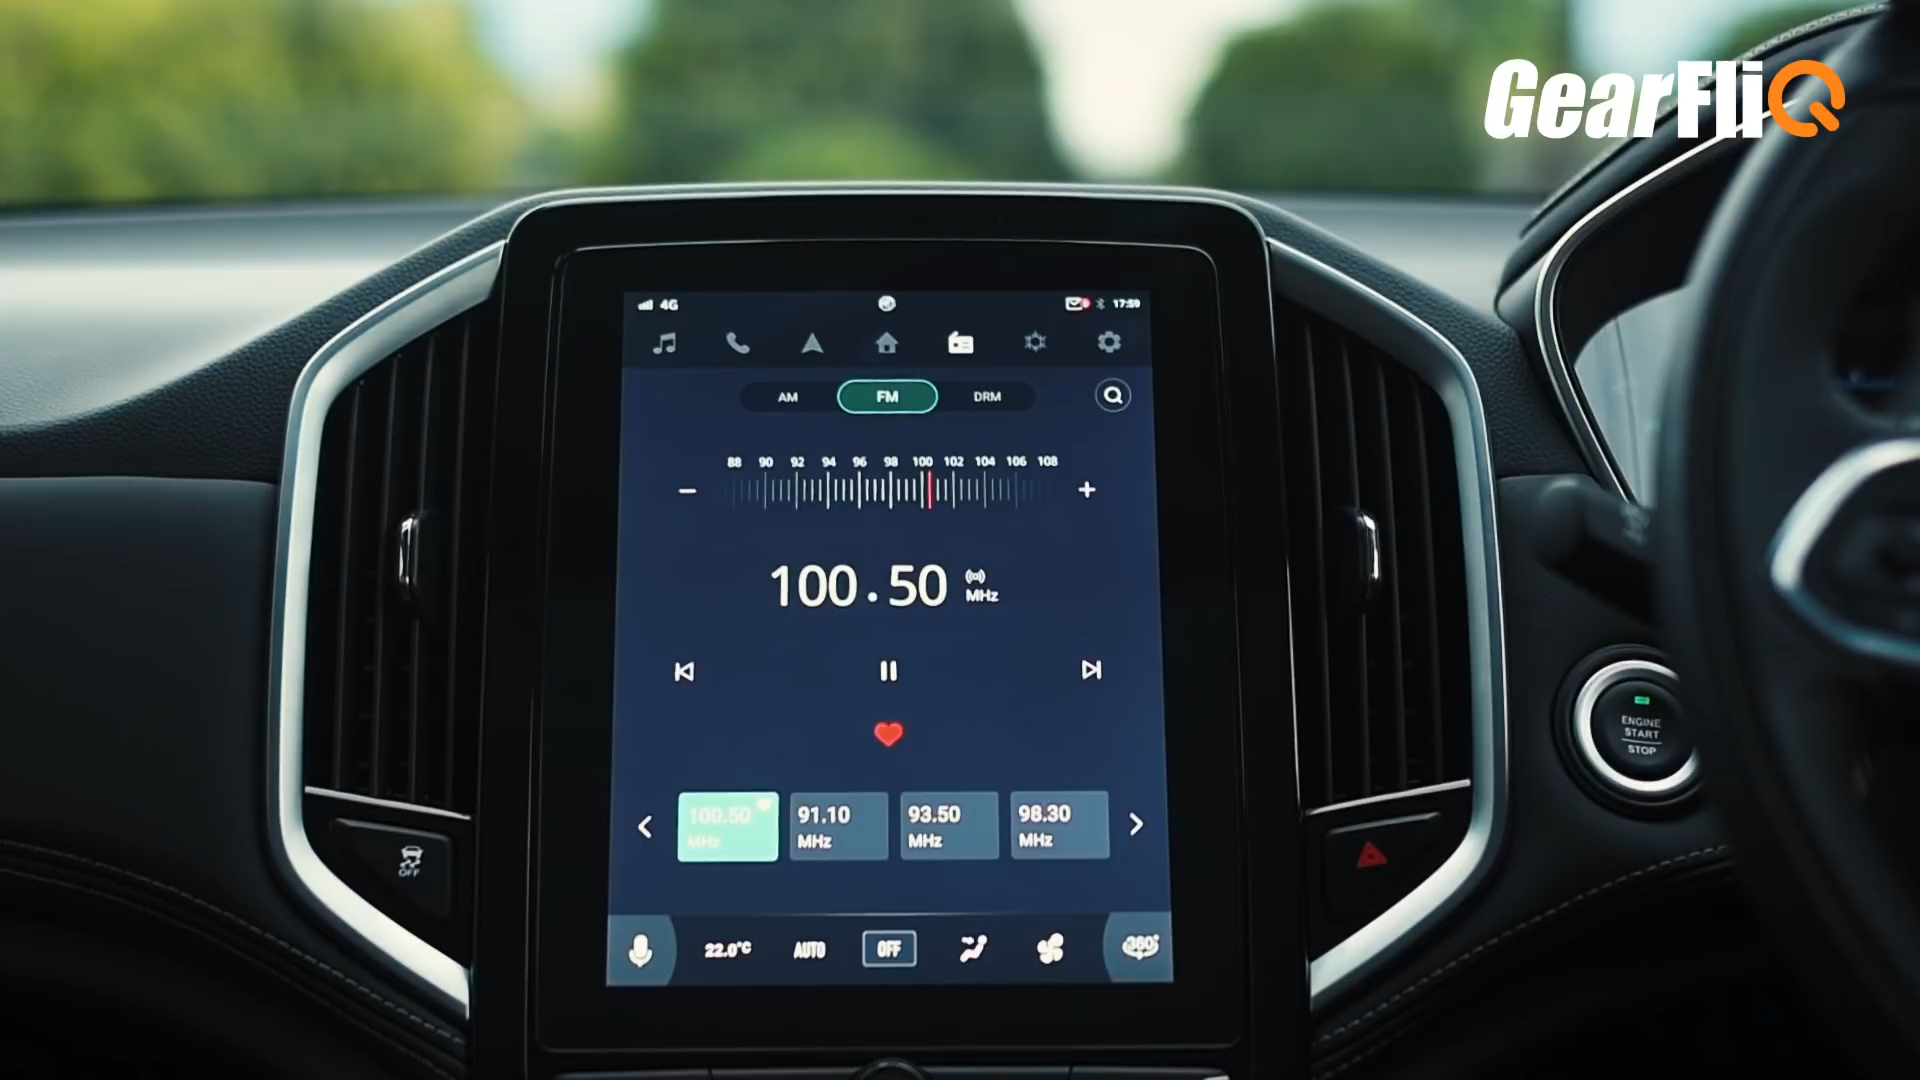 GearFliQ
4G
17:59
AM FM DRM
88 90 92 94 96 98 100 102 104 106 108
100.50 MHz
100.50 MHz
91.10 MHz
93.50 MHz
98.30 MHz
22.0°C AUTO OFF 360°
OFF
ENGINE
START
STOP